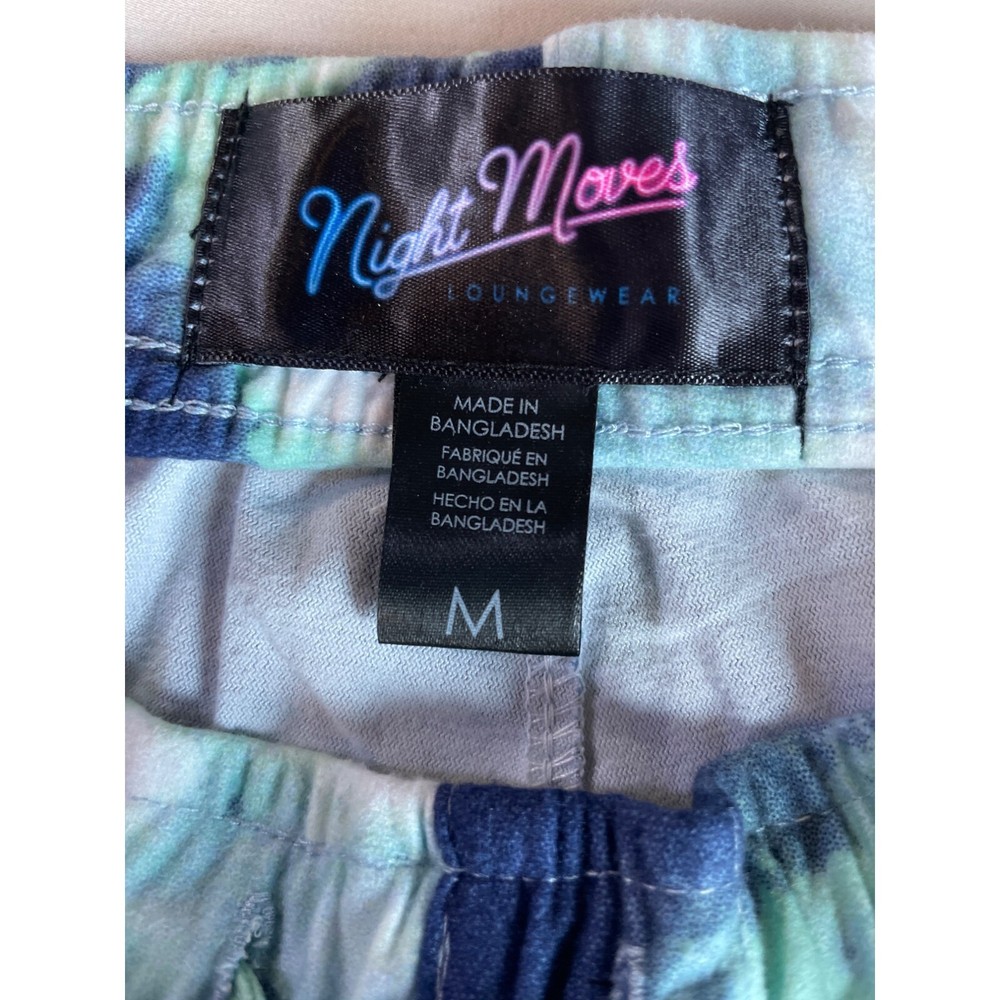 Night Moves
LOUNGEWEAR
MADE IN
BANGLADESH
FABRIQUÉ EN
BANGLADESH
HECHO EN LA
BANGLADESH
M